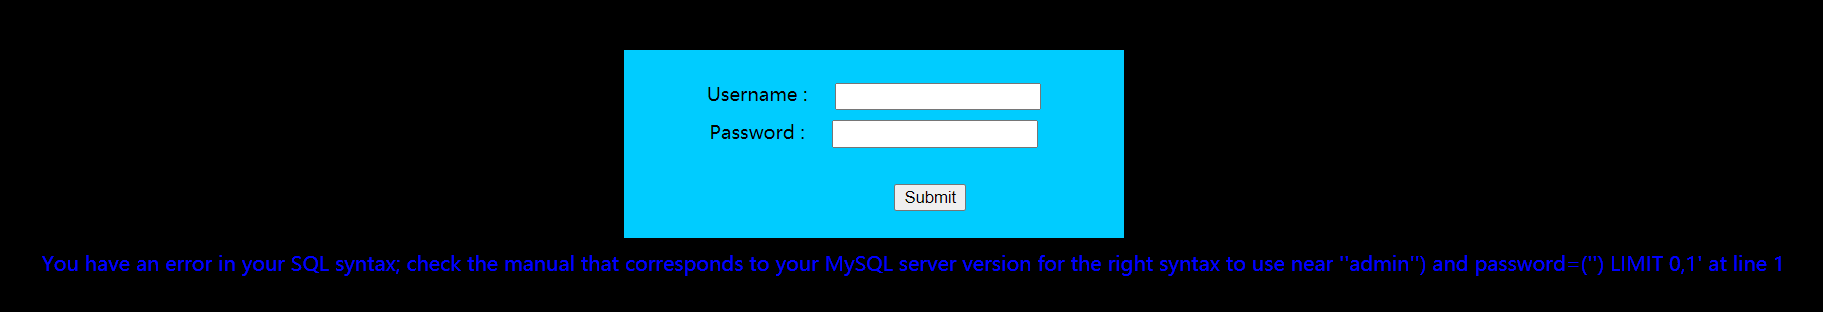 Username :
Password :
Submit
You have an error in your SQL syntax; check the manual that corresponds to your MySQL server version for the right syntax to use near ''admin'') and password=('') LIMIT 0,1' at line 1